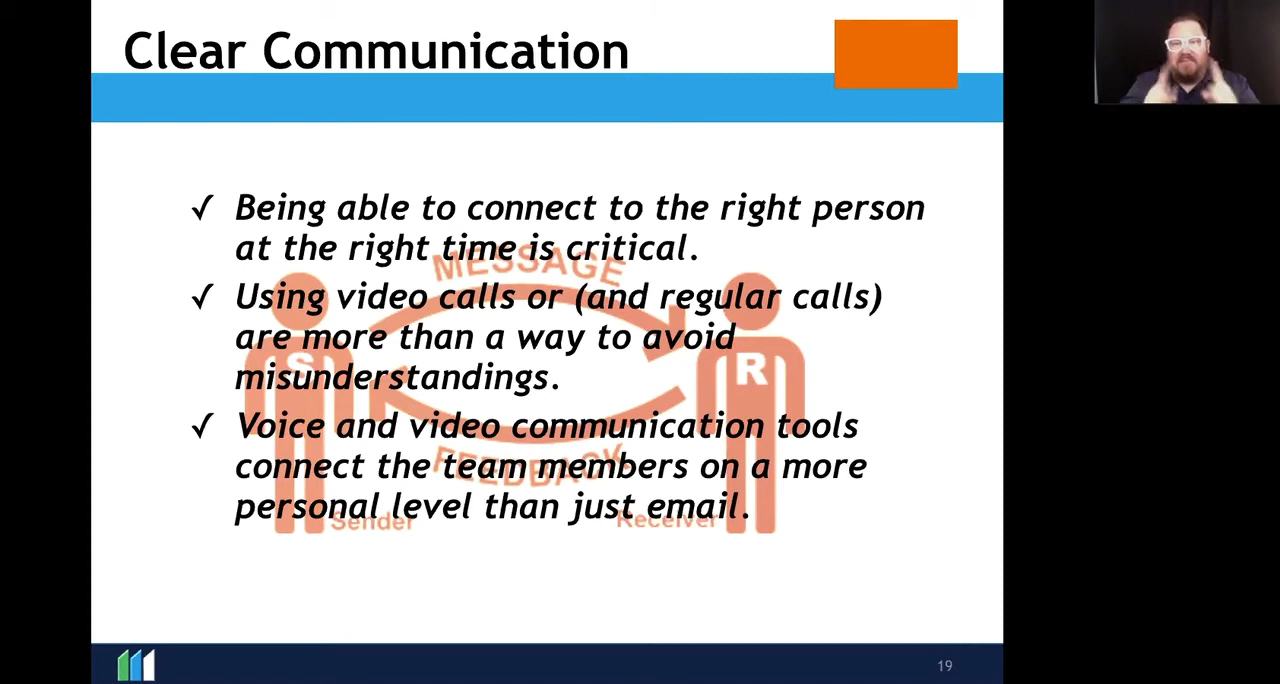 Clear Communication
✓ Being able to connect to the right person
at the right time is critical.
MESSAGE
✓ Using video calls or (and regular calls)
are more than a way to avoid
S
R
misunderstandings.
✓ Voice and video communication tools
FEEDBACK
connect the team members on a more
personal level than just email.
Sender
Receiver
19